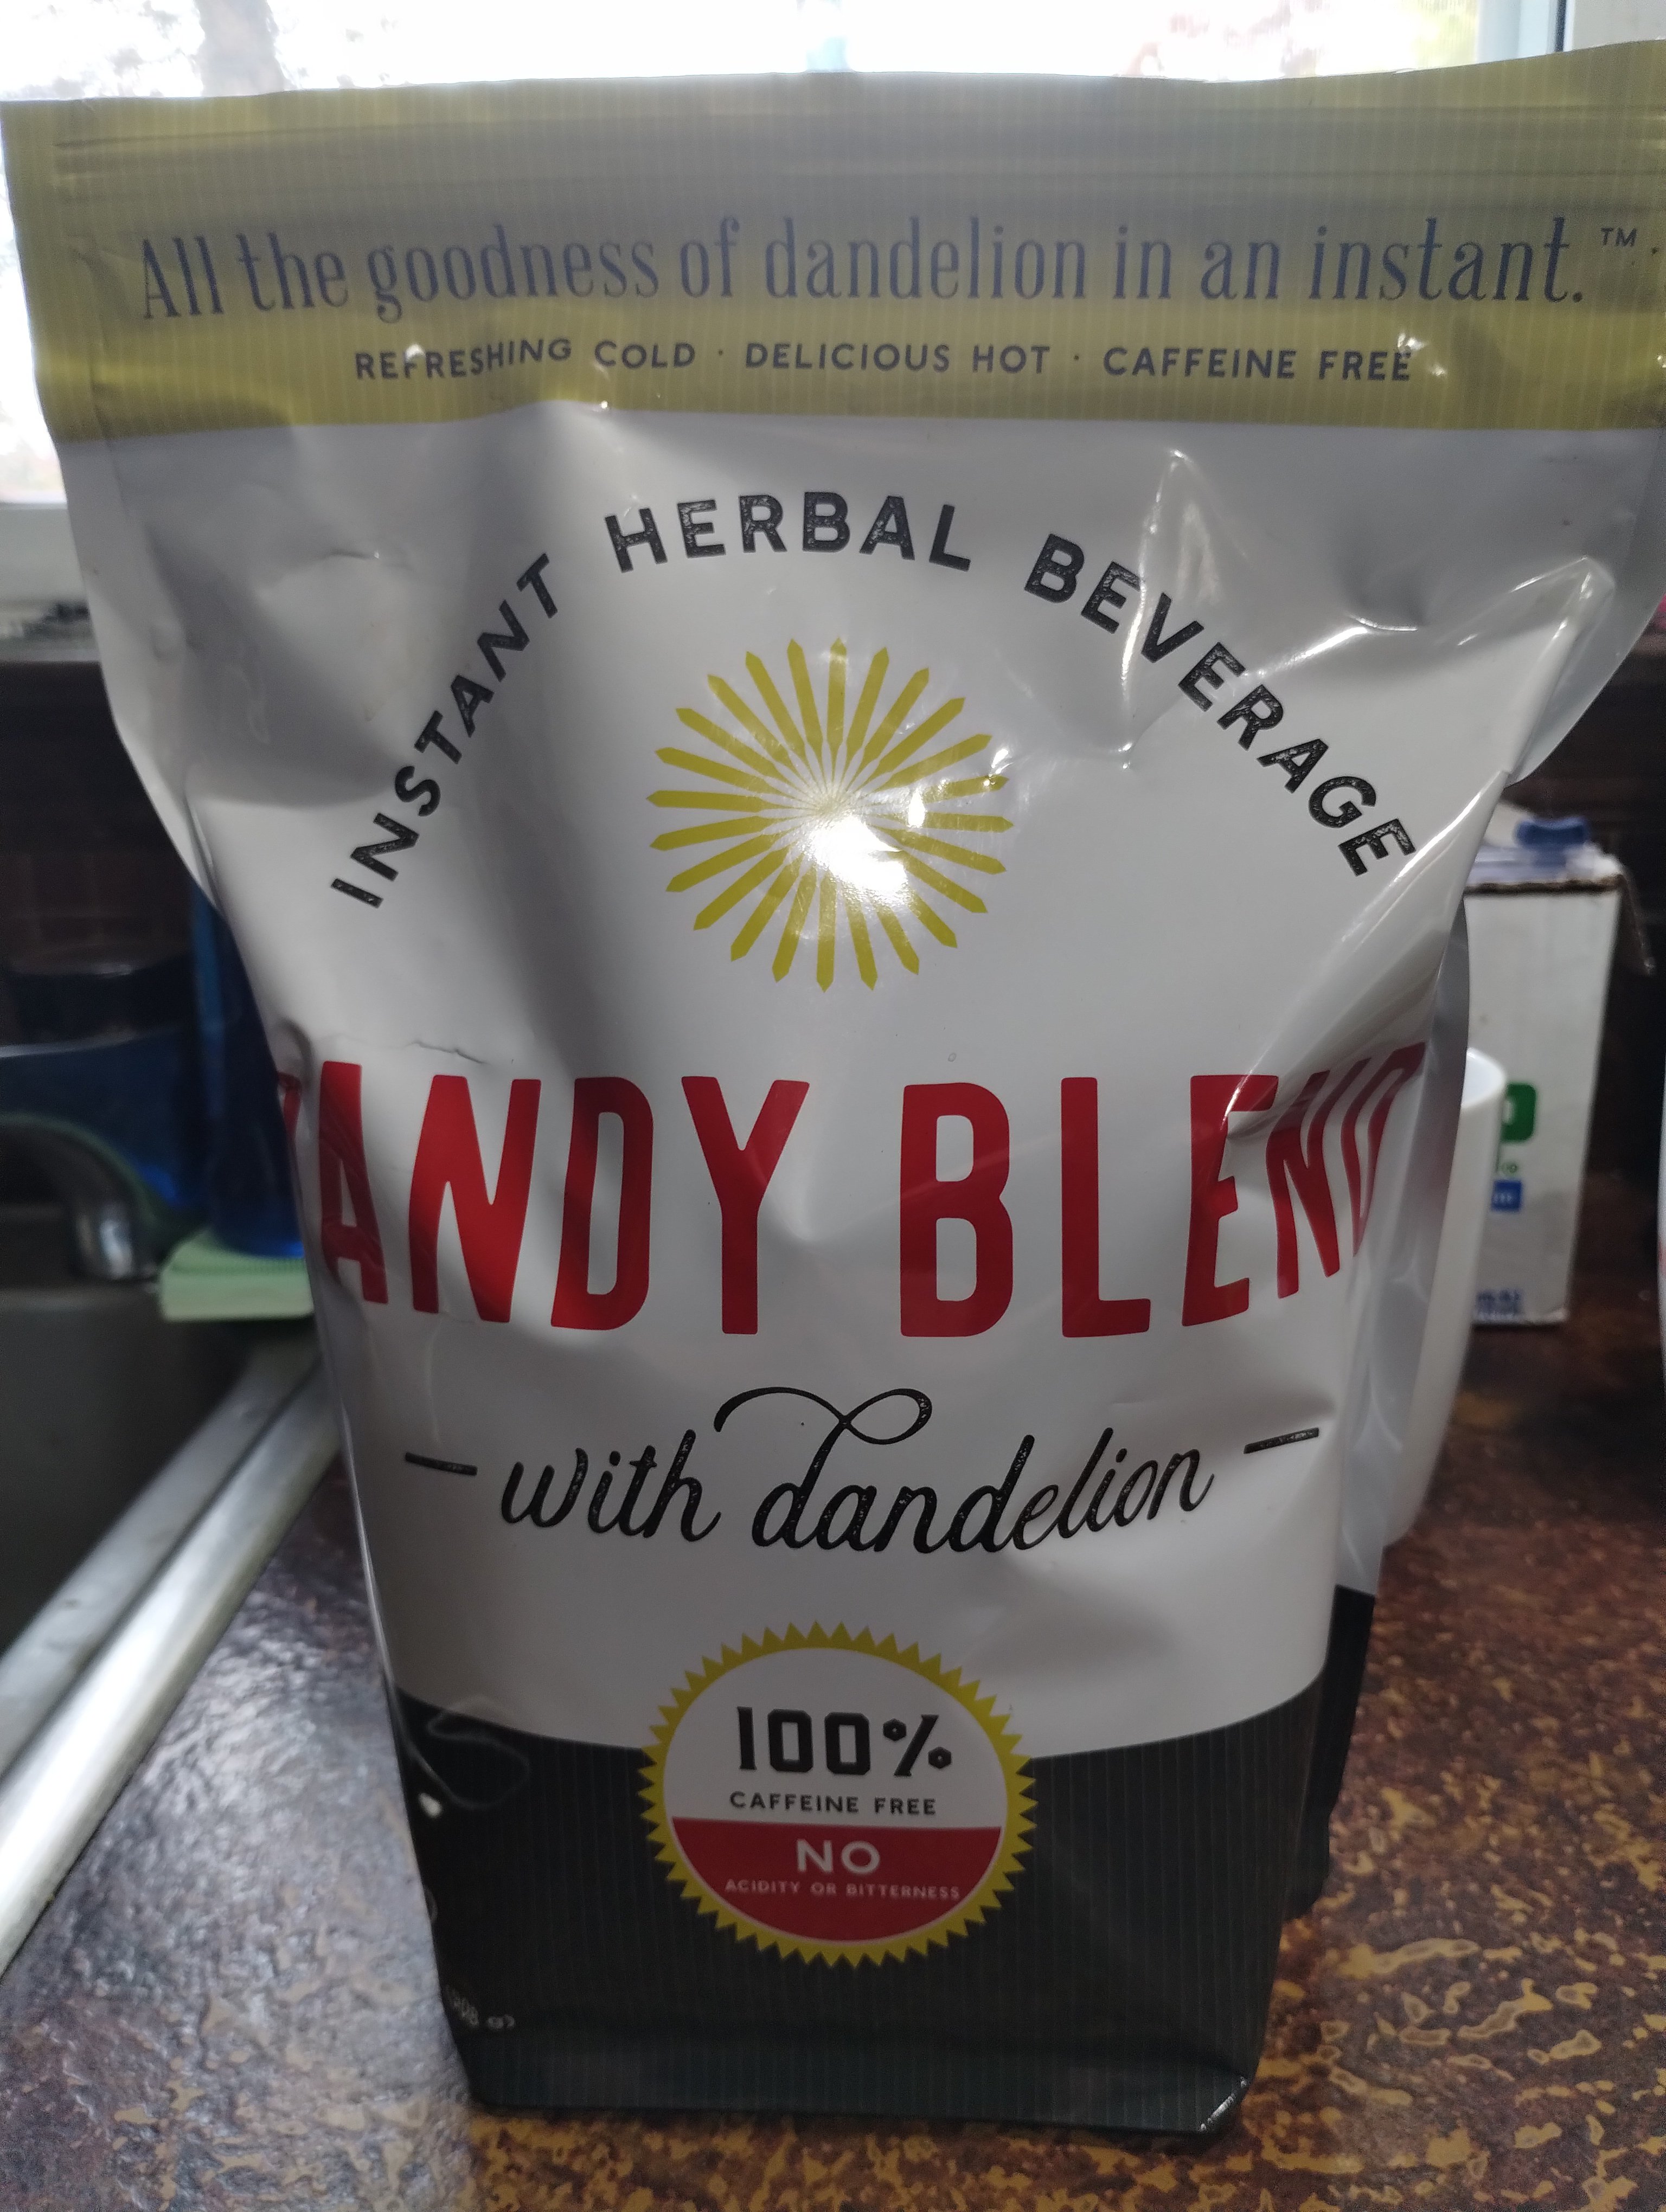 All the goodness of dandelion in an instant.™
REFRESHING COLD · DELICIOUS HOT · CAFFEINE FREE
INSTANT HERBAL BEVERAGE
ANDY BLEND
with dandelion
100%
CAFFEINE FREE
NO
ACIDITY OR BITTERNESS